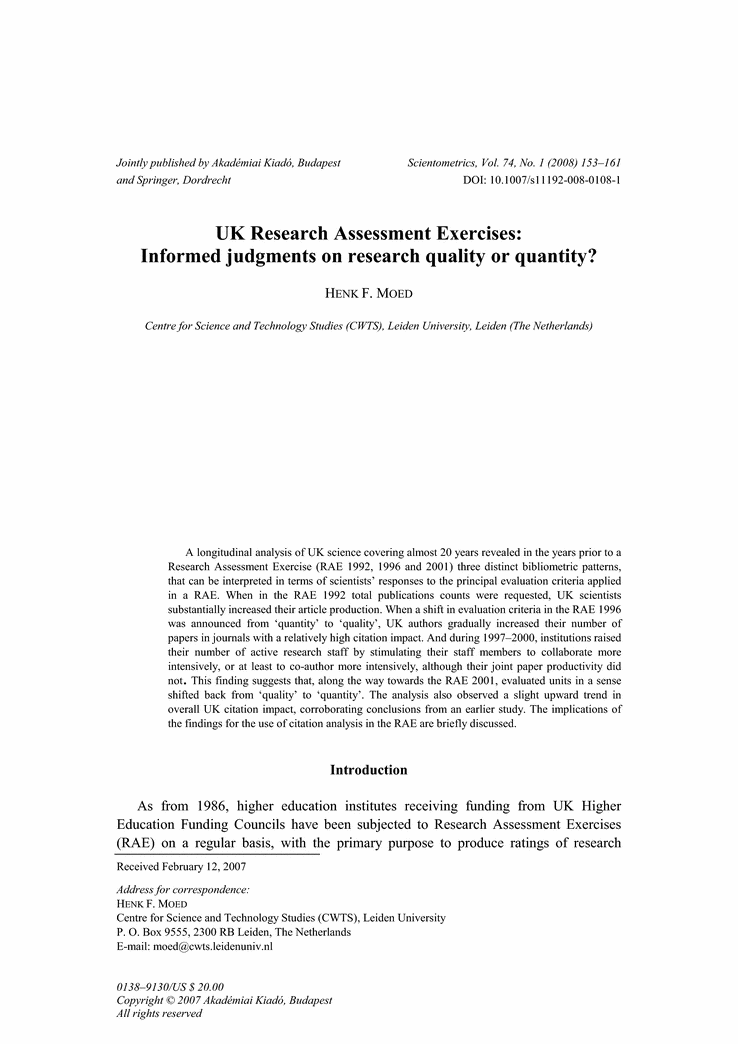 Jointly published by Akadémiai Kiadó, Budapest
and Springer, Dordrecht
Scientometrics, Vol. 74, No. 1 (2008) 153–161
DOI: 10.1007/s11192-008-0108-1
UK Research Assessment Exercises:
Informed judgments on research quality or quantity?
HENK F. MOED
Centre for Science and Technology Studies (CWTS), Leiden University, Leiden (The Netherlands)
A longitudinal analysis of UK science covering almost 20 years revealed in the years prior to a
Research Assessment Exercise (RAE 1992, 1996 and 2001) three distinct bibliometric patterns,
that can be interpreted in terms of scientists’ responses to the principal evaluation criteria applied
in a RAE. When in the RAE 1992 total publications counts were requested, UK scientists
substantially increased their article production. When a shift in evaluation criteria in the RAE 1996
was announced from ‘quantity’ to ‘quality’, UK authors gradually increased their number of
papers in journals with a relatively high citation impact. And during 1997–2000, institutions raised
their number of active research staff by stimulating their staff members to collaborate more
intensively, or at least to co-author more intensively, although their joint paper productivity did
not. This finding suggests that, along the way towards the RAE 2001, evaluated units in a sense
shifted back from ‘quality’ to ‘quantity’. The analysis also observed a slight upward trend in
overall UK citation impact, corroborating conclusions from an earlier study. The implications of
the findings for the use of citation analysis in the RAE are briefly discussed.
Introduction
As from 1986, higher education institutes receiving funding from UK Higher
Education Funding Councils have been subjected to Research Assessment Exercises
(RAE) on a regular basis, with the primary purpose to produce ratings of research
Received February 12, 2007
Address for correspondence:
HENK F. MOED
Centre for Science and Technology Studies (CWTS), Leiden University
P. O. Box 9555, 2300 RB Leiden, The Netherlands
E-mail: moed@cwts.leidenuniv.nl
0138–9130/US $ 20.00
Copyright © 2007 Akadémiai Kiadó, Budapest
All rights reserved